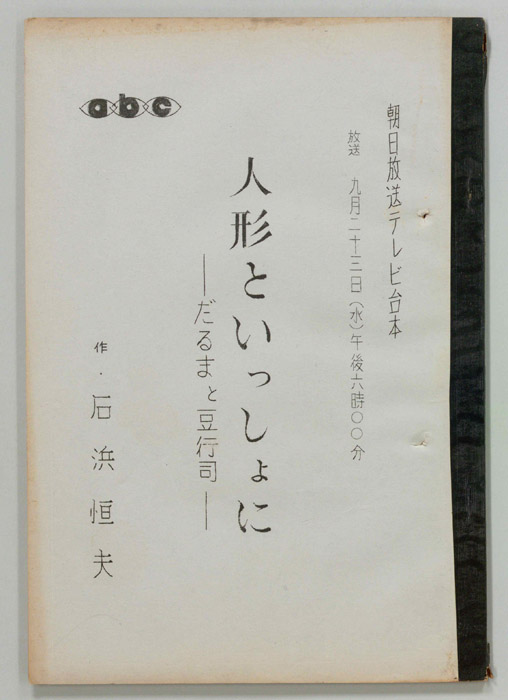 朝日放送テレビ台本
放送 九月二十三日(水)午後六時〇〇分
人形といっしょに
―だるまと豆行司―
abc
作・石浜恒夫